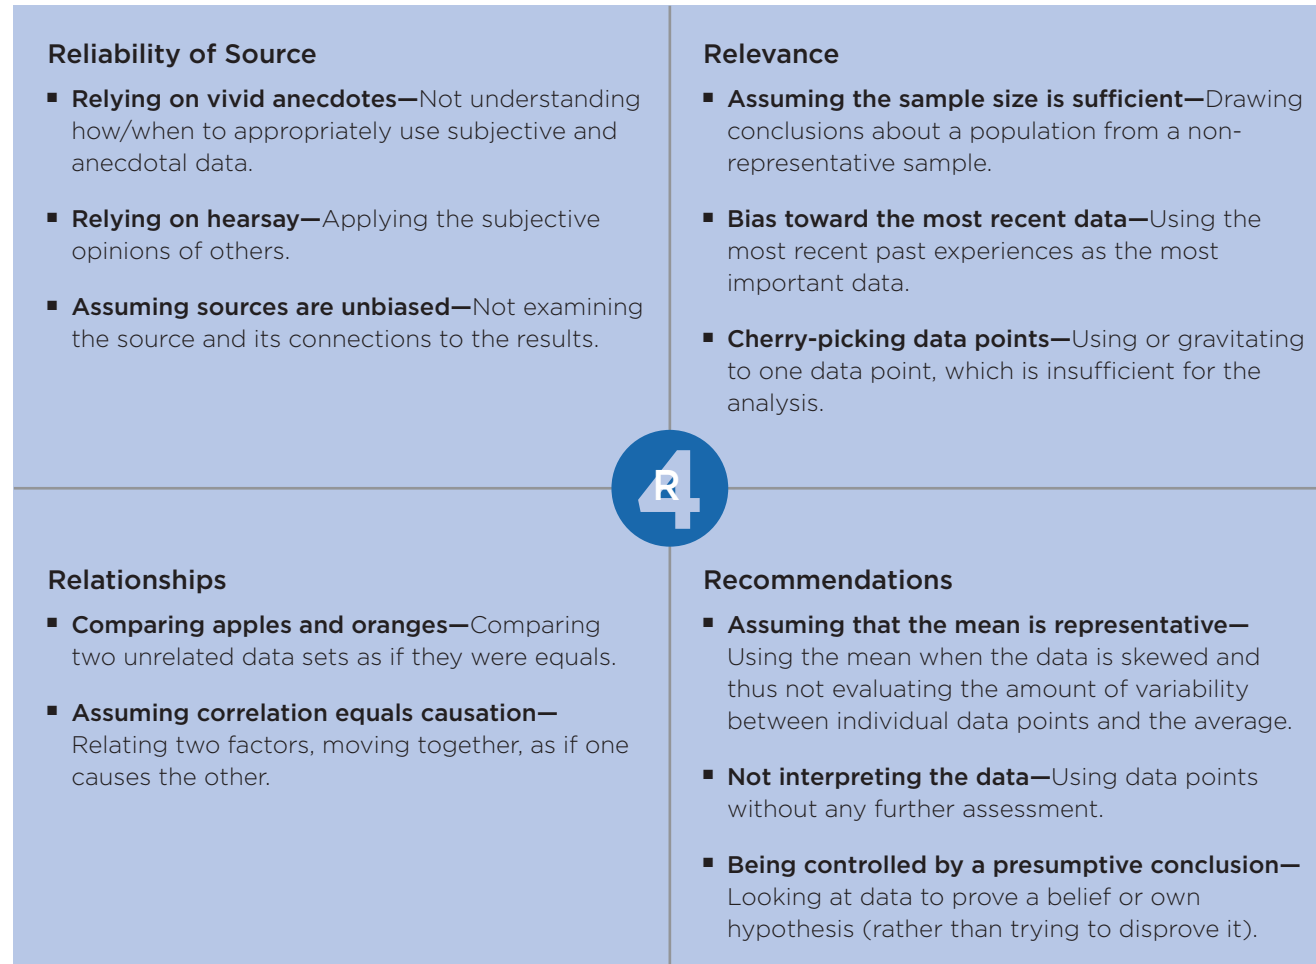 Reliability of Source
■ Relying on vivid anecdotes—Not understanding
how/when to appropriately use subjective and
anecdotal data.
■ Relying on hearsay—Applying the subjective
opinions of others.
■ Assuming sources are unbiased—Not examining
the source and its connections to the results.
Relevance
■ Assuming the sample size is sufficient—Drawing
conclusions about a population from a non-
representative sample.
■ Bias toward the most recent data—Using the
most recent past experiences as the most
important data.
■ Cherry-picking data points—Using or gravitating
to one data point, which is insufficient for the
analysis.
4
R
Relationships
■ Comparing apples and oranges—Comparing
two unrelated data sets as if they were equals.
■ Assuming correlation equals causation—
Relating two factors, moving together, as if one
causes the other.
Recommendations
■ Assuming that the mean is representative—
Using the mean when the data is skewed and
thus not evaluating the amount of variability
between individual data points and the average.
■ Not interpreting the data—Using data points
without any further assessment.
■ Being controlled by a presumptive conclusion—
Looking at data to prove a belief or own
hypothesis (rather than trying to disprove it).